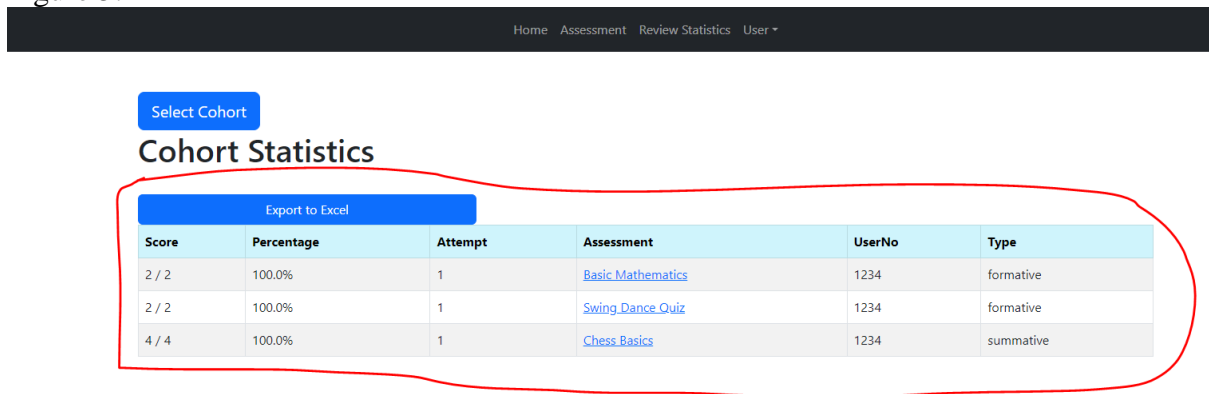 Home Assessment Review Statistics User
Select Cohort
Cohort Statistics
Export to Excel
Score Percentage Attempt Assessment UserNo Type
2 / 2 100.0% 1 Basic Mathematics 1234 formative
2 / 2 100.0% 1 Swing Dance Quiz 1234 formative
4 / 4 100.0% 1 Chess Basics 1234 summative